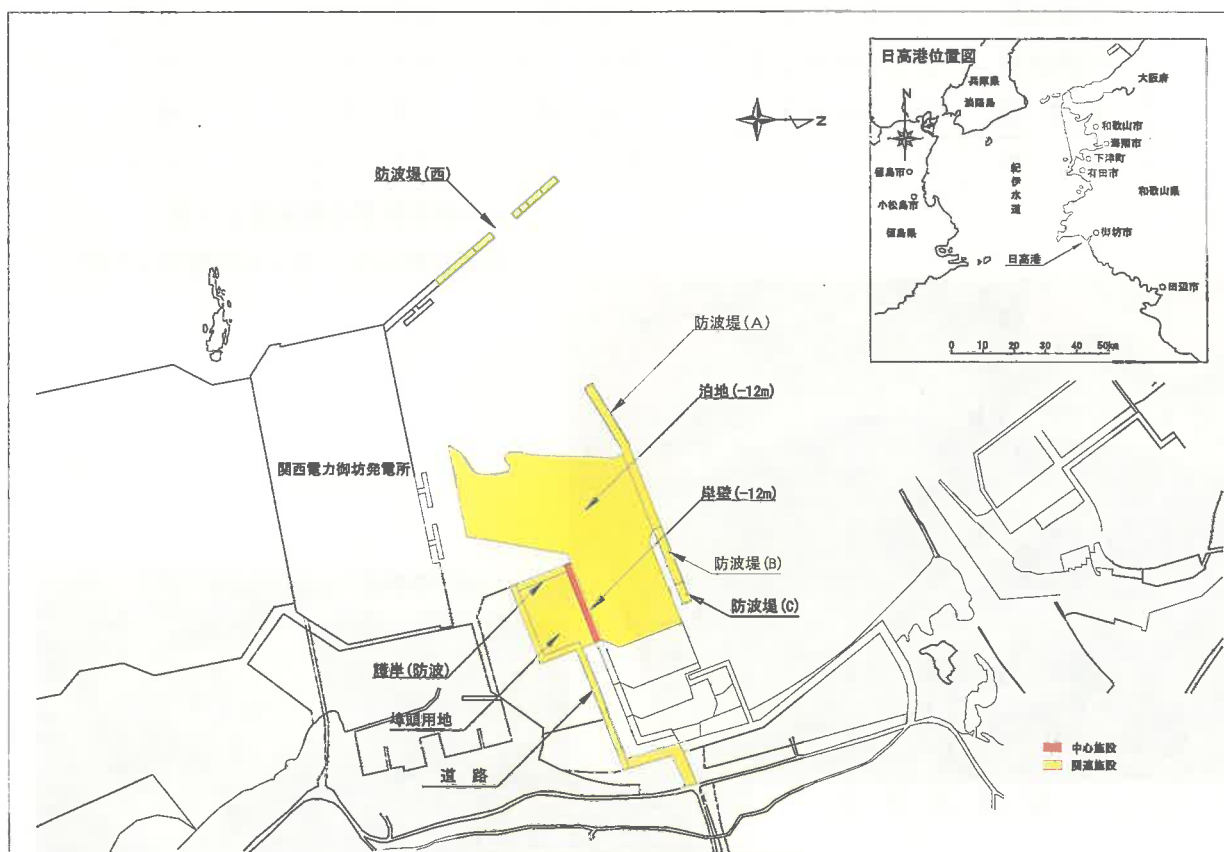 日高港位置図
兵庫県
淡路島
大阪府
N
和歌山市
海南市
下津町
有田市
徳島市
紀伊水道
和歌山県
小松島市
徳島県
御坊市
日高港
田辺市
0 10 20 30 40 50km
N
防波堤(西)
防波堤(A)
泊地(-12m)
関西電力御坊発電所
岸壁(-12m)
防波堤(B)
防波堤(C)
護岸(防波)
埠頭用地
道 路
中心施設
関連施設